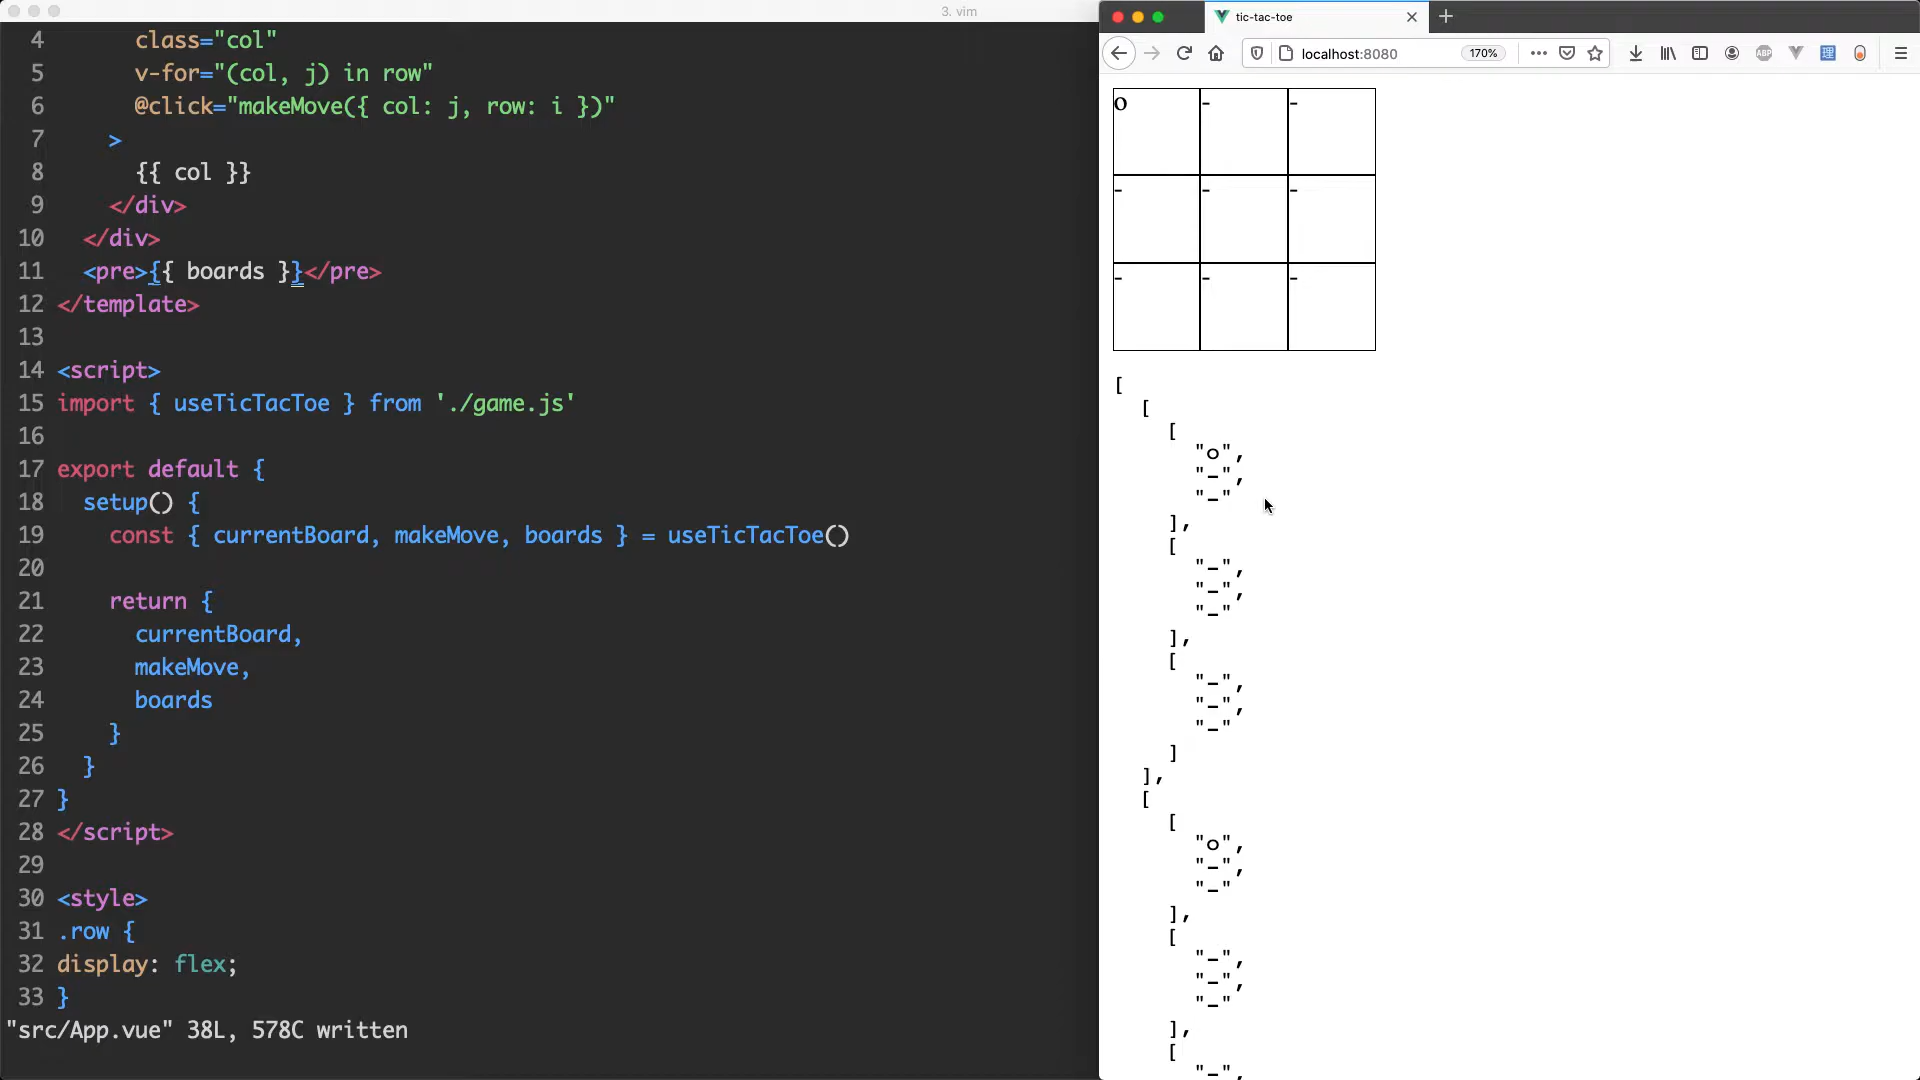 3. vim
4 class="col"
5 v-for="(col, j) in row"
6 @click="makeMove({ col: j, row: i })"
7 >
8 {{ col }}
9 </div>
10 </div>
11 <pre>{{ boards }}</pre>
12 </template>
13
14 <script>
15 import { useTicTacToe } from './game.js'
16
17 export default {
18 setup() {
19 const { currentBoard, makeMove, boards } = useTicTacToe()
20
21 return {
22 currentBoard,
23 makeMove,
24 boards
25 }
26 }
27 }
28 </script>
29
30 <style>
31 .row {
32 display: flex;
33 }
"src/App.vue" 38L, 578C written
tic-tac-toe
localhost:8080 170%
ABP
o - -
- - -
- - -
[
[
[
"o",
"-",
"-"
],
[
"-",
"-",
"-"
],
[
"-",
"-",
"-"
]
],
[
[
"o",
"-",
"-"
],
[
"-",
"-",
"-"
],
[
"-",